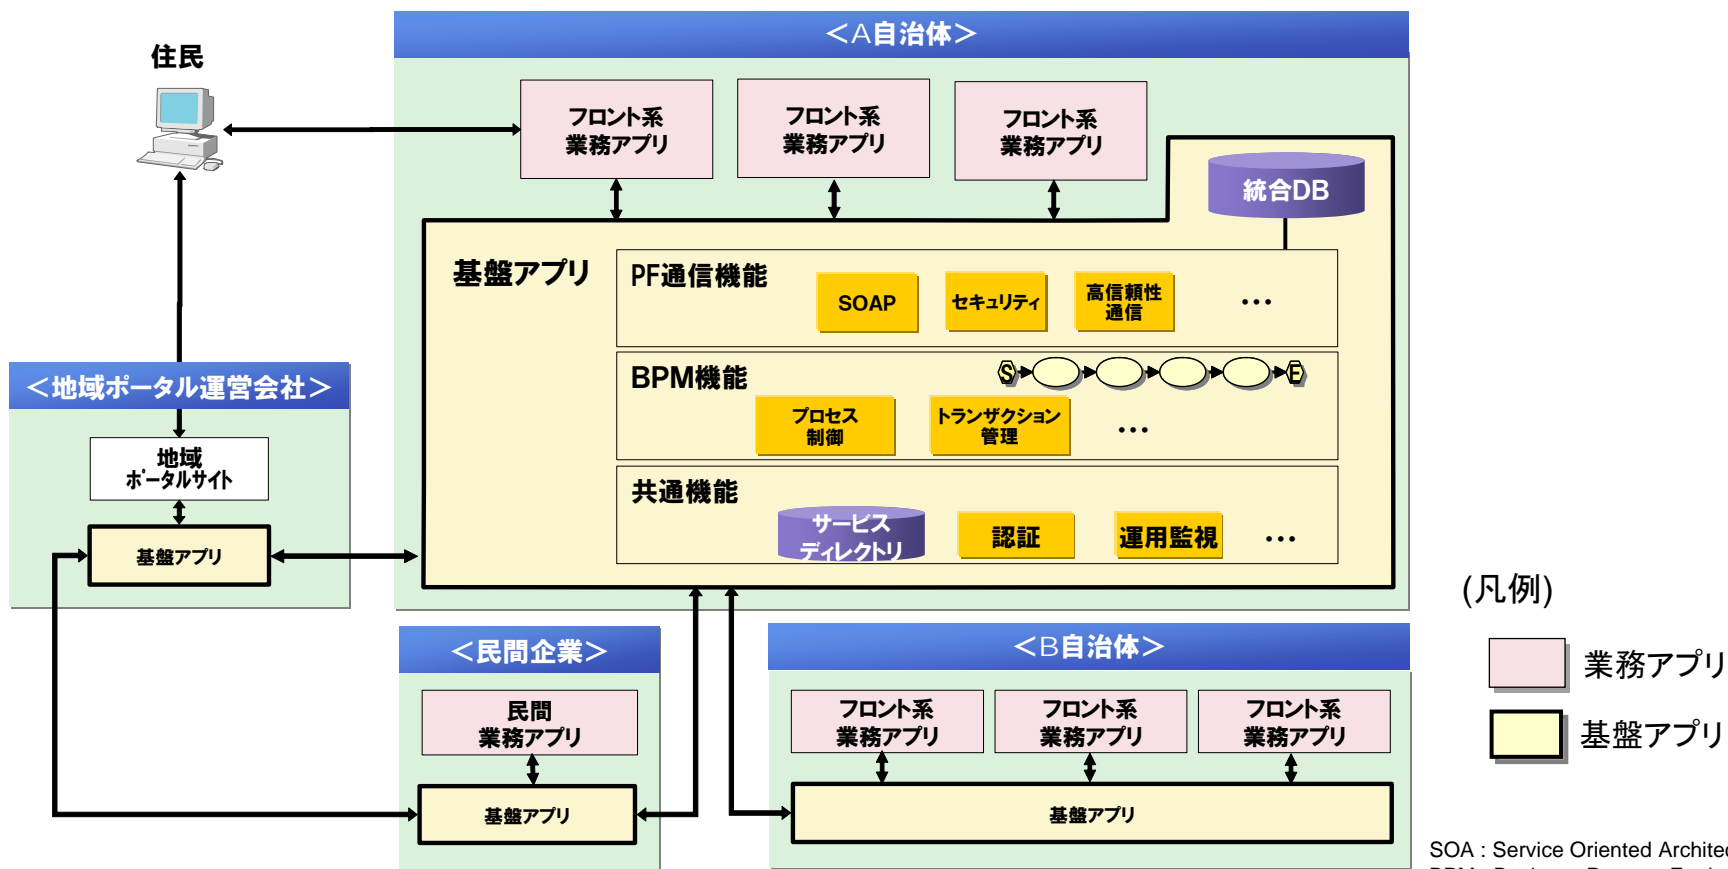 ＜A自治体＞
住民
フロント系
業務アプリ
フロント系
業務アプリ
フロント系
業務アプリ
統合DB
基盤アプリ
PF通信機能
SOAP
セキュリティ
高信頼性
通信
…
BPM機能
S
E
プロセス
制御
トランザクション
管理
…
共通機能
サービス
ディレクトリ
認証
運用監視
…
＜地域ポータル運営会社＞
地域
ポータルサイト
基盤アプリ
＜民間企業＞
民間
業務アプリ
基盤アプリ
＜B自治体＞
フロント系
業務アプリ
フロント系
業務アプリ
フロント系
業務アプリ
基盤アプリ
(凡例)
業務アプリ
基盤アプリ
SOA : Service Oriented